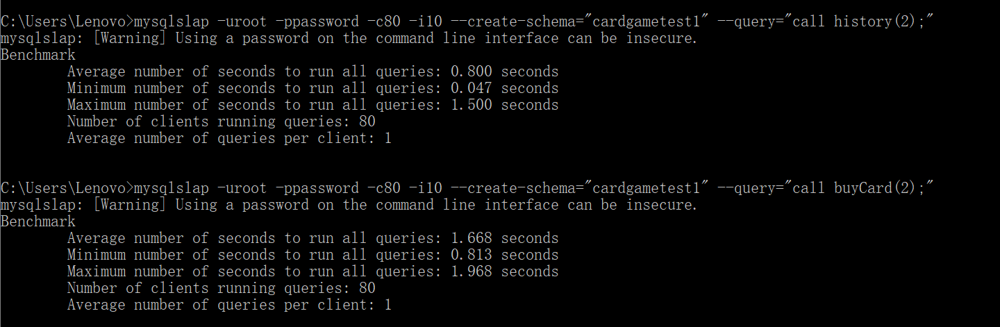 C:\Users\Lenovo>mysqlslap -uroot -ppassword -c80 -i10 --create-schema="cardgametest1" --query="call history(2);"
mysqlslap: [Warning] Using a password on the command line interface can be insecure.
Benchmark
        Average number of seconds to run all queries: 0.800 seconds
        Minimum number of seconds to run all queries: 0.047 seconds
        Maximum number of seconds to run all queries: 1.500 seconds
        Number of clients running queries: 80
        Average number of queries per client: 1
C:\Users\Lenovo>mysqlslap -uroot -ppassword -c80 -i10 --create-schema="cardgametest1" --query="call buyCard(2);"
mysqlslap: [Warning] Using a password on the command line interface can be insecure.
Benchmark
        Average number of seconds to run all queries: 1.668 seconds
        Minimum number of seconds to run all queries: 0.813 seconds
        Maximum number of seconds to run all queries: 1.968 seconds
        Number of clients running queries: 80
        Average number of queries per client: 1